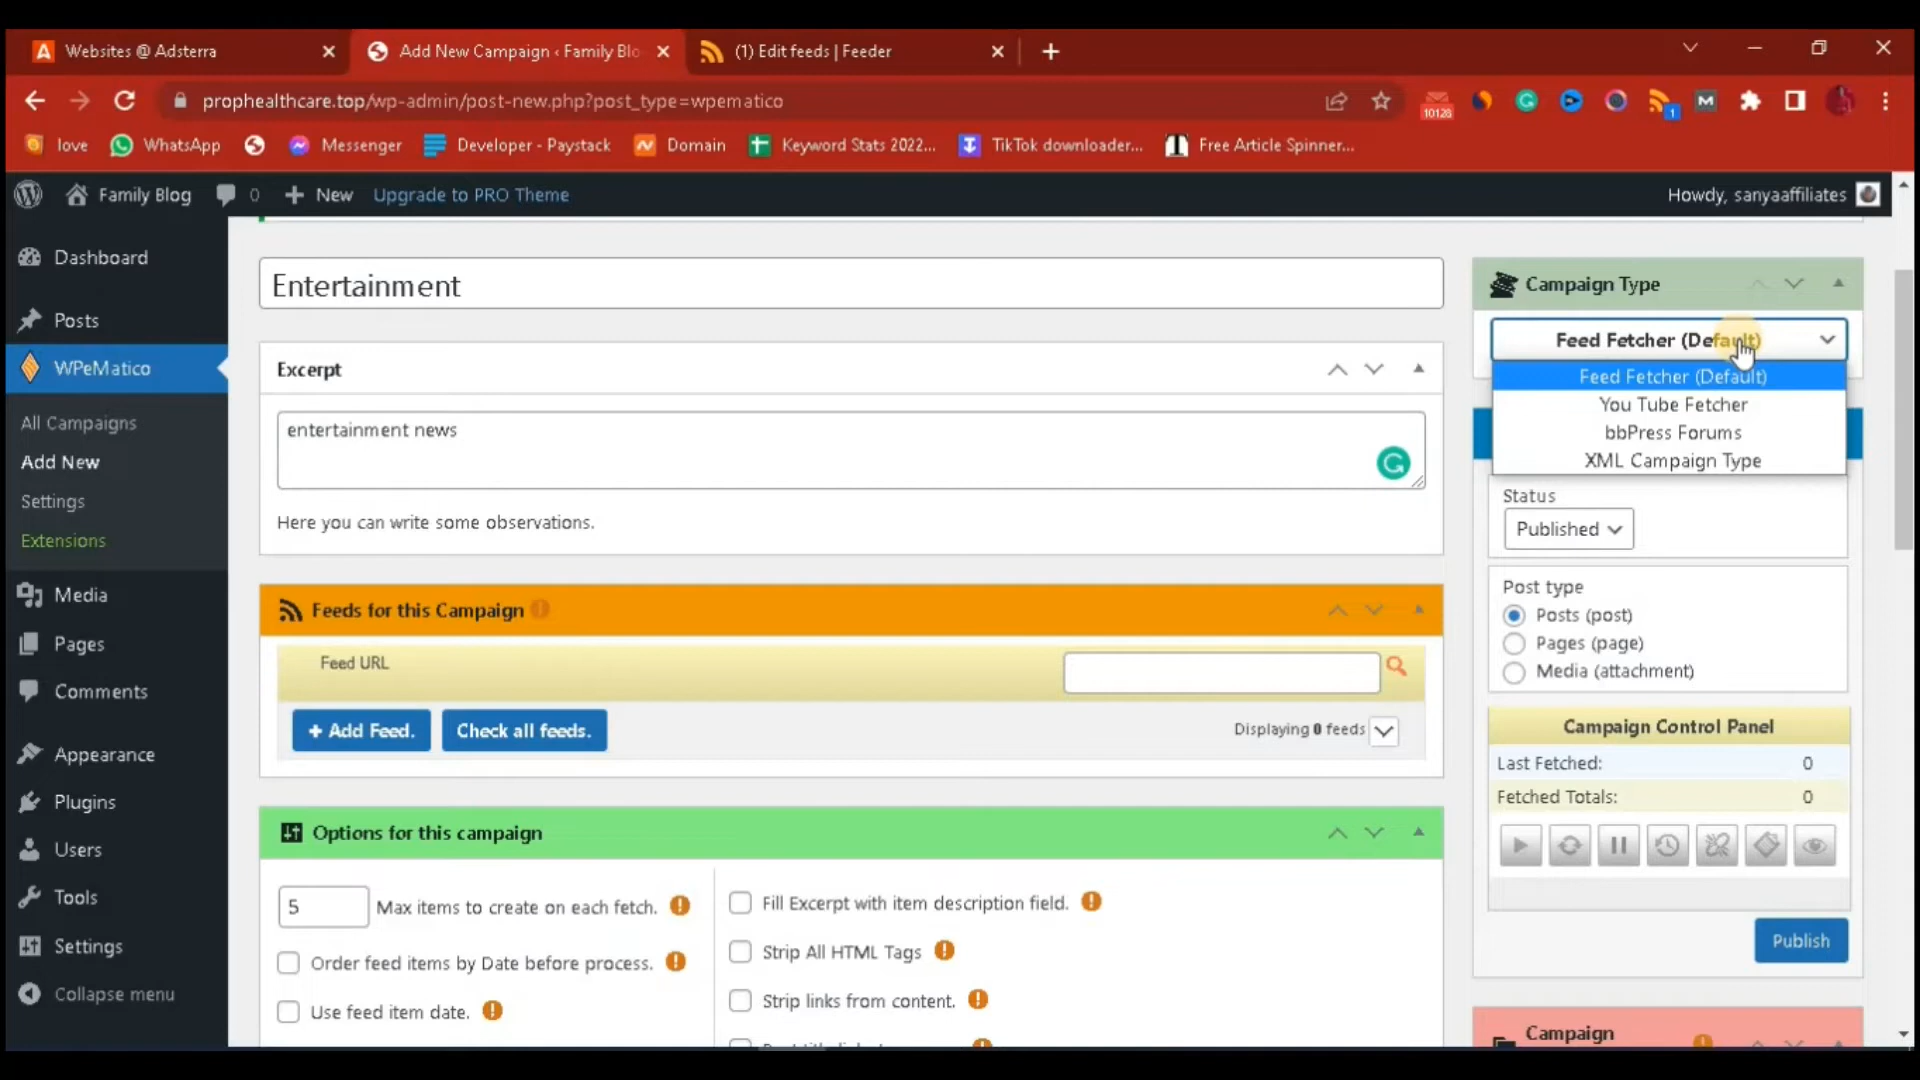 Websites @ Adsterra
Add New Campaign ‹ Family Blo
(1) Edit feeds | Feeder
prophealthcare.top/wp-admin/post-new.php?post_type=wpematico
10128
1
love
WhatsApp
Messenger
Developer - Paystack
Domain
Keyword Stats 2022...
TikTok downloader...
Free Article Spinner...
Family Blog
0
New
Upgrade to PRO Theme
Howdy, sanyaaffiliates
Dashboard
Posts
WPeMatico
All Campaigns
Add New
Settings
Extensions
Media
Pages
Comments
Appearance
Plugins
Users
Tools
Settings
Collapse menu
Entertainment
Excerpt
entertainment news
Here you can write some observations.
Feeds for this Campaign
Feed URL
+ Add Feed.
Check all feeds.
Displaying 0 feeds
Options for this campaign
5
Max items to create on each fetch.
Order feed items by Date before process.
Use feed item date.
Fill Excerpt with item description field.
Strip All HTML Tags
Strip links from content.
Campaign Type
Feed Fetcher (Default)
Feed Fetcher (Default)
You Tube Fetcher
bbPress Forums
XML Campaign Type
Status
Published
Post type
Posts (post)
Pages (page)
Media (attachment)
Campaign Control Panel
Last Fetched: 0
Fetched Totals: 0
Publish
Campaign